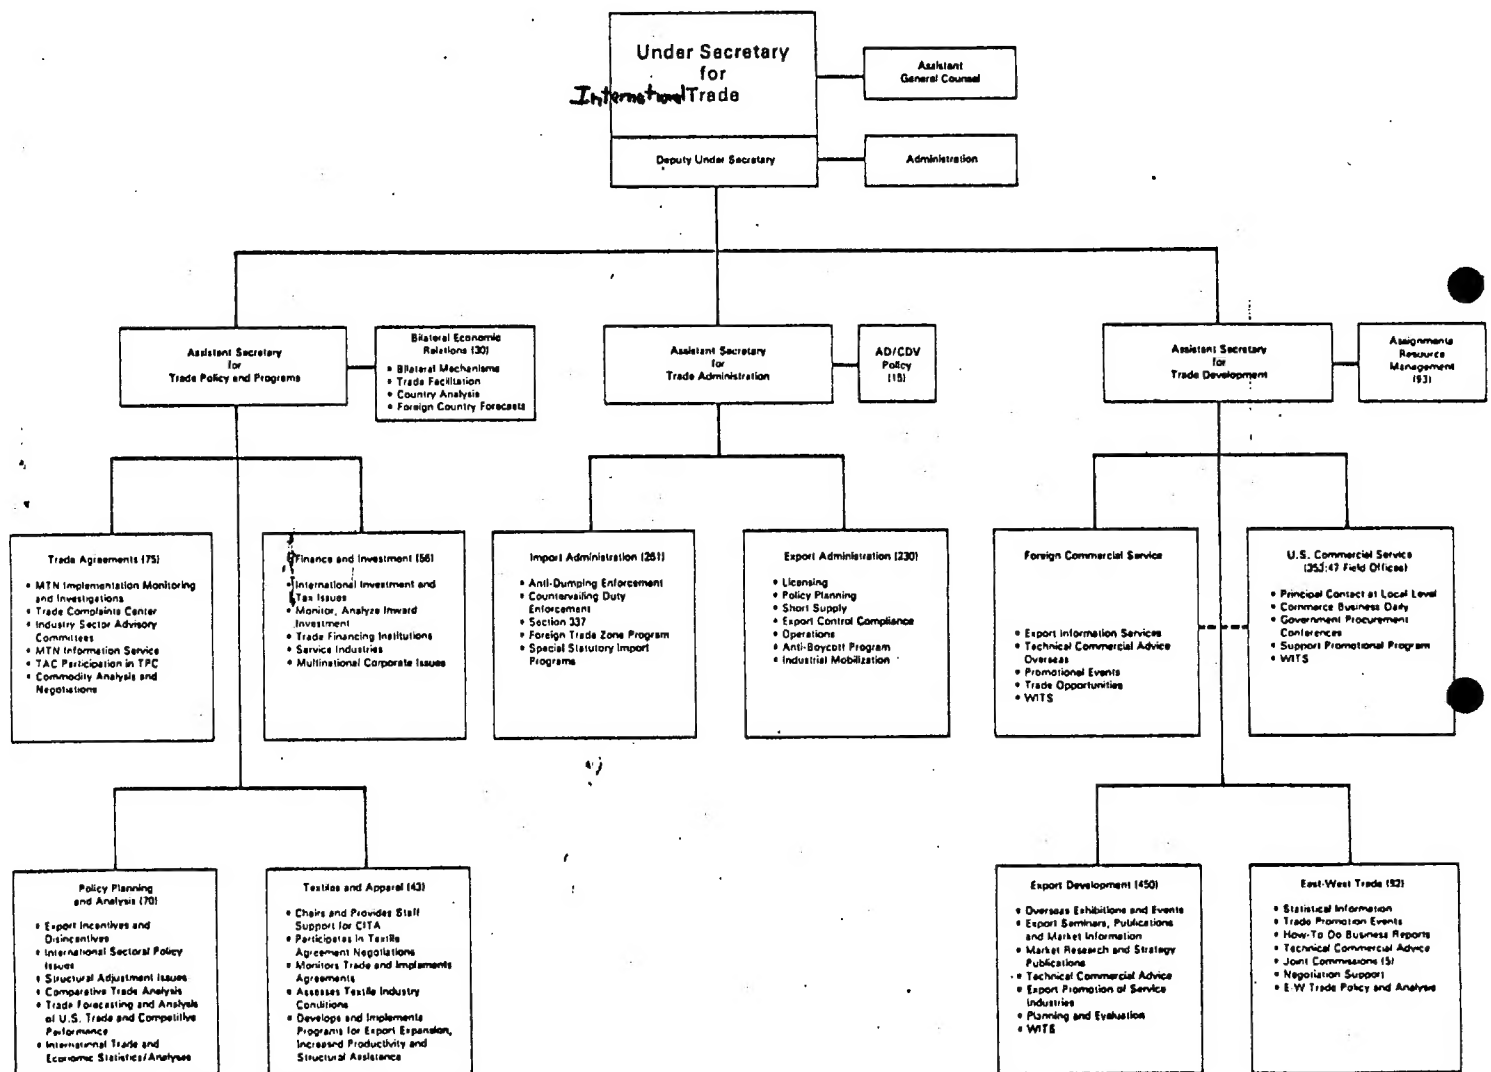 Under Secretary
for
International Trade
Assistant
General Counsel
Deputy Under Secretary
Administration
Assistant Secretary
for
Trade Policy and Programs
Bilateral Economic
Relations (30)
• Bilateral Mechanisms
• Trade Facilitation
• Country Analysis
• Foreign Country Forecasts
Assistant Secretary
for
Trade Administration
AD/CDV
Policy
(15)
Assistant Secretary
for
Trade Development
Assignments
Resource
Management
(93)
Trade Agreements (75)
• MTN Implementation Monitoring
and Investigations
• Trade Complaints Center
• Industry Sector Advisory
Committees
• MTN Information Service
• TAC Participation in TPC
• Commodity Analysis and
Negotiations
Finance and Investment (56)
• International Investment and
Tax Issues
• Monitor, Analyze Inward
Investment
• Trade Financing Institutions
• Service Industries
• Multinational Corporate Issues
Import Administration (261)
• Anti-Dumping Enforcement
• Countervailing Duty
Enforcement
• Section 337
• Foreign Trade Zone Program
• Special Statutory Import
Programs
Export Administration (230)
• Licensing
• Policy Planning
• Short Supply
• Export Control Compliance
• Operations
• Anti-Boycott Program
• Industrial Mobilization
Foreign Commercial Service
• Export Information Services
• Technical Commercial Advice
Overseas
• Promotional Events
• Trade Opportunities
• WITS
U.S. Commercial Service
(353:47 Field Offices)
• Principal Contact at Local Level
• Commerce Business Daily
• Government Procurement
Conferences
• Support Promotional Program
• WITS
Policy Planning
and Analysis (70)
• Export Incentives and
Disincentives
• International Sectoral Policy
Issues
• Structural Adjustment Issues
• Comparative Trade Analysis
• Trade Forecasting and Analysis
of U.S. Trade and Competitive
Performance
• International Trade and
Economic Statistics/Analyses
Textiles and Apparel (43)
• Chairs and Provides Staff
Support for CITA
• Participates in Textile
Agreement Negotiations
• Monitors Trade and Implements
Agreements
• Assesses Textile Industry
Conditions
• Develops and Implements
Programs for Export Expansion,
Increased Productivity and
Structural Assistance
Export Development (450)
• Overseas Exhibitions and Events
• Export Seminars, Publications
and Market Information
• Market Research and Strategy
Publications
• Technical Commercial Advice
• Export Promotion of Service
Industries
• Planning and Evaluation
• WITS
East-West Trade (92)
• Statistical Information
• Trade Promotion Events
• How-To Do Business Reports
• Technical Commercial Advice
• Joint Commissions (5)
• Negotiation Support
• E-W Trade Policy and Analysis